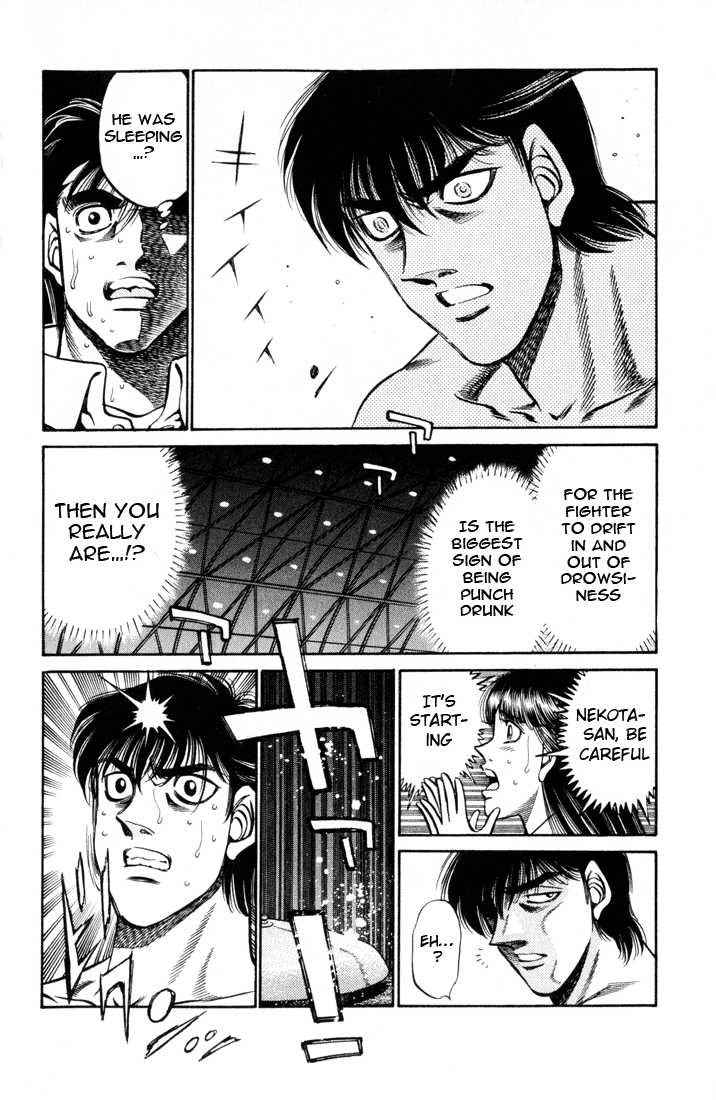 HE WAS
SLEEPING
...?
FOR THE
FIGHTER
TO DRIFT
IN AND
OUT OF
DROWSI-
NESS
IS THE
BIGGEST
SIGN OF
BEING
PUNCH
DRUNK
THEN YOU
REALLY
ARE...!?
NEKOTA-
SAN, BE
CAREFUL
IT'S
START-
ING
EH...
?